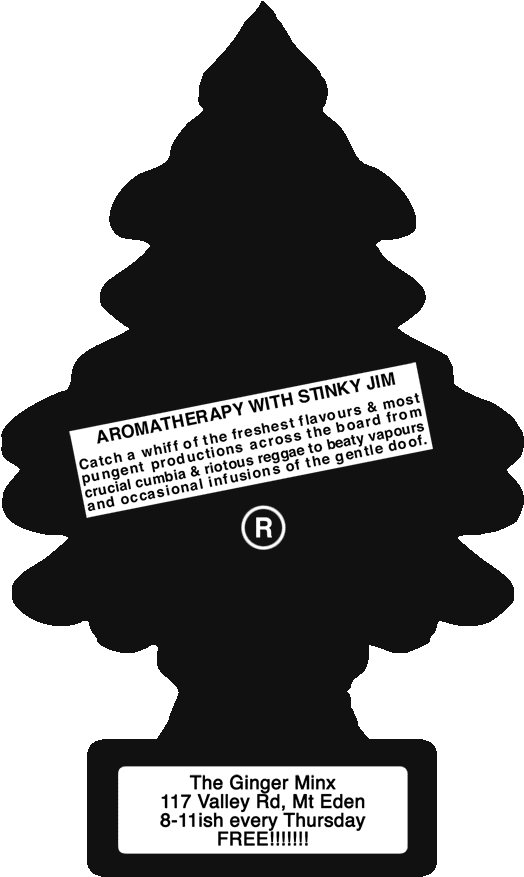 AROMATHERAPY WITH STINKY JIM
Catch a whiff of the freshest flavours & most
pungent productions across the board from
crucial cumbia & riotous reggae to beaty vapours
and occasional infusions of the gentle doof.
®
The Ginger Minx
117 Valley Rd, Mt Eden
8-11ish every Thursday
FREE!!!!!!!